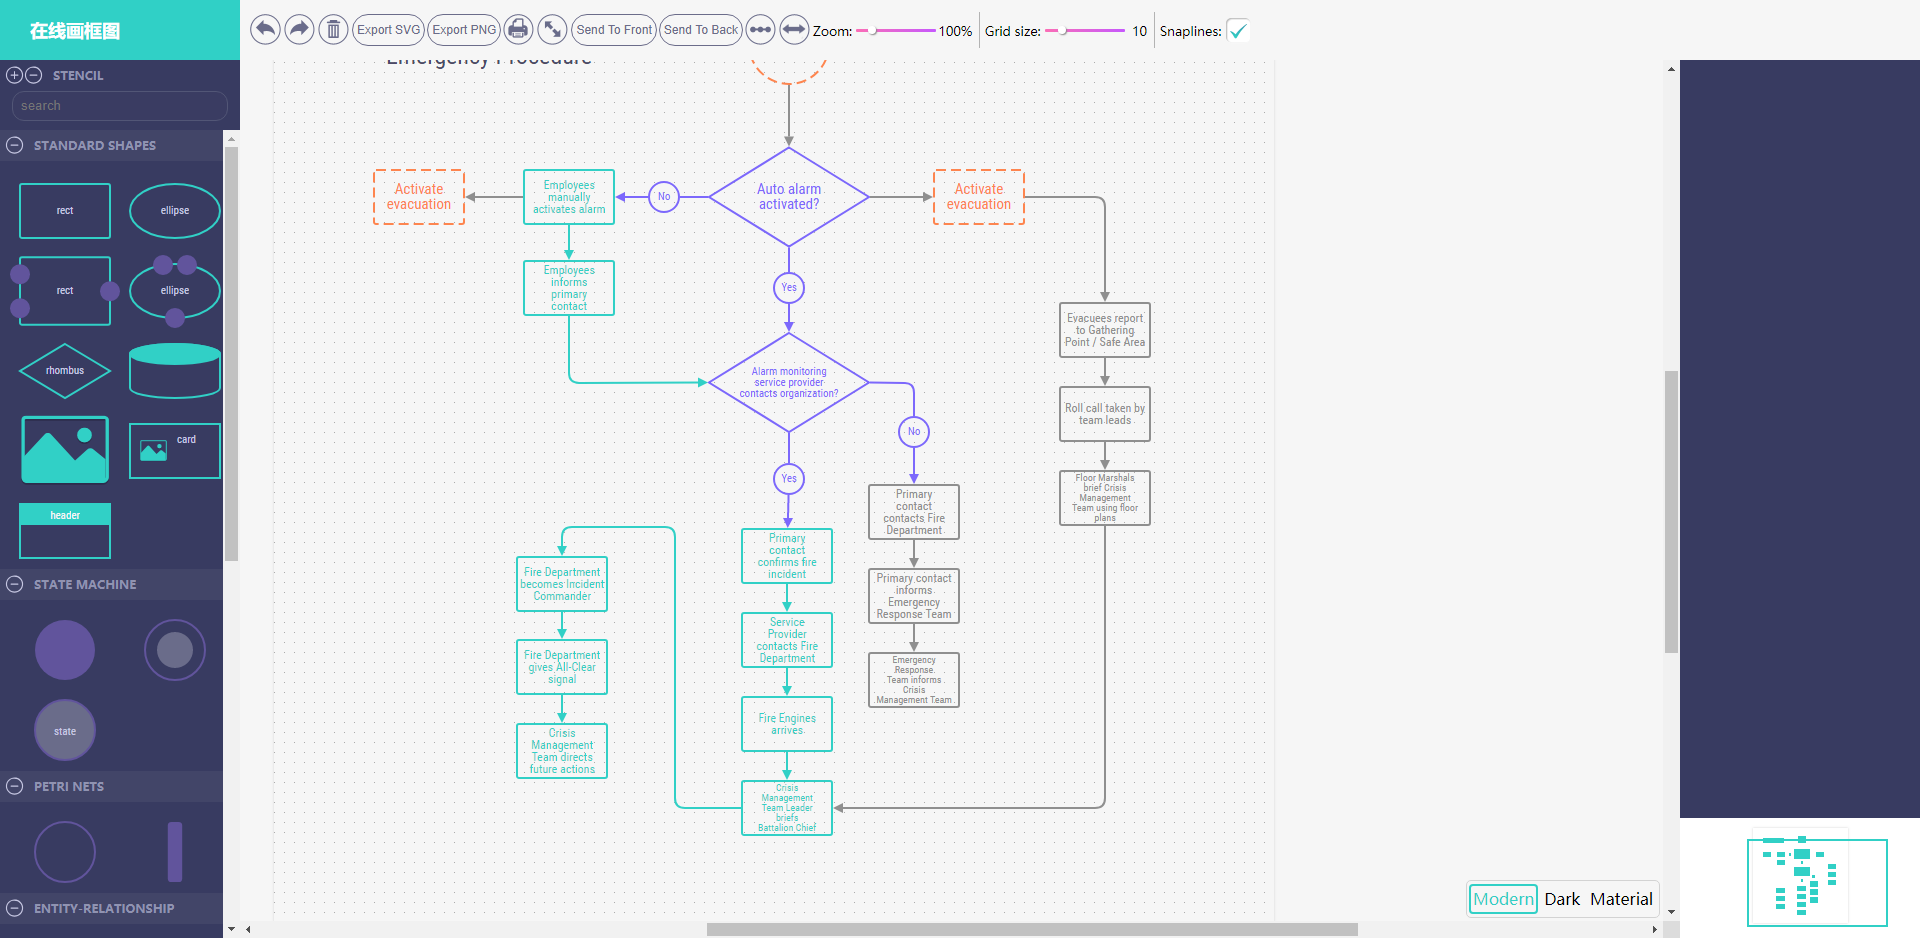 在线画框图
Export SVG
Export PNG
Send To Front
Send To Back
Zoom:
100%
Grid size:
10
Snaplines:
STENCIL
search
STANDARD SHAPES
rect
ellipse
rect
ellipse
rhombus
card
header
STATE MACHINE
state
PETRI NETS
ENTITY-RELATIONSHIP
Emergency Procedure
Activate
evacuation
Employees
manually
activates alarm
No
Auto alarm
activated?
Activate
evacuation
Employees
informs
primary
contact
Yes
Evacuees report
to Gathering
Point / Safe Area
Alarm monitoring
service provider
contacts organization?
Roll call taken by
team leads
No
Yes
Floor Marshals
brief Crisis
Management
Team using floor
plans
Primary
contact
contacts Fire
Department
Primary
contact
confirms fire
incident
Fire Department
becomes Incident
Commander
Primary contact
informs
Emergency
Response Team
Service
Provider
contacts Fire
Department
Fire Department
gives All-Clear
signal
Emergency
Response
Team informs
Crisis
Management Team
Fire Engines
arrives
Crisis
Management
Team directs
future actions
Crisis
Management
Team Leader
briefs
Battalion Chief
Modern
Dark
Material